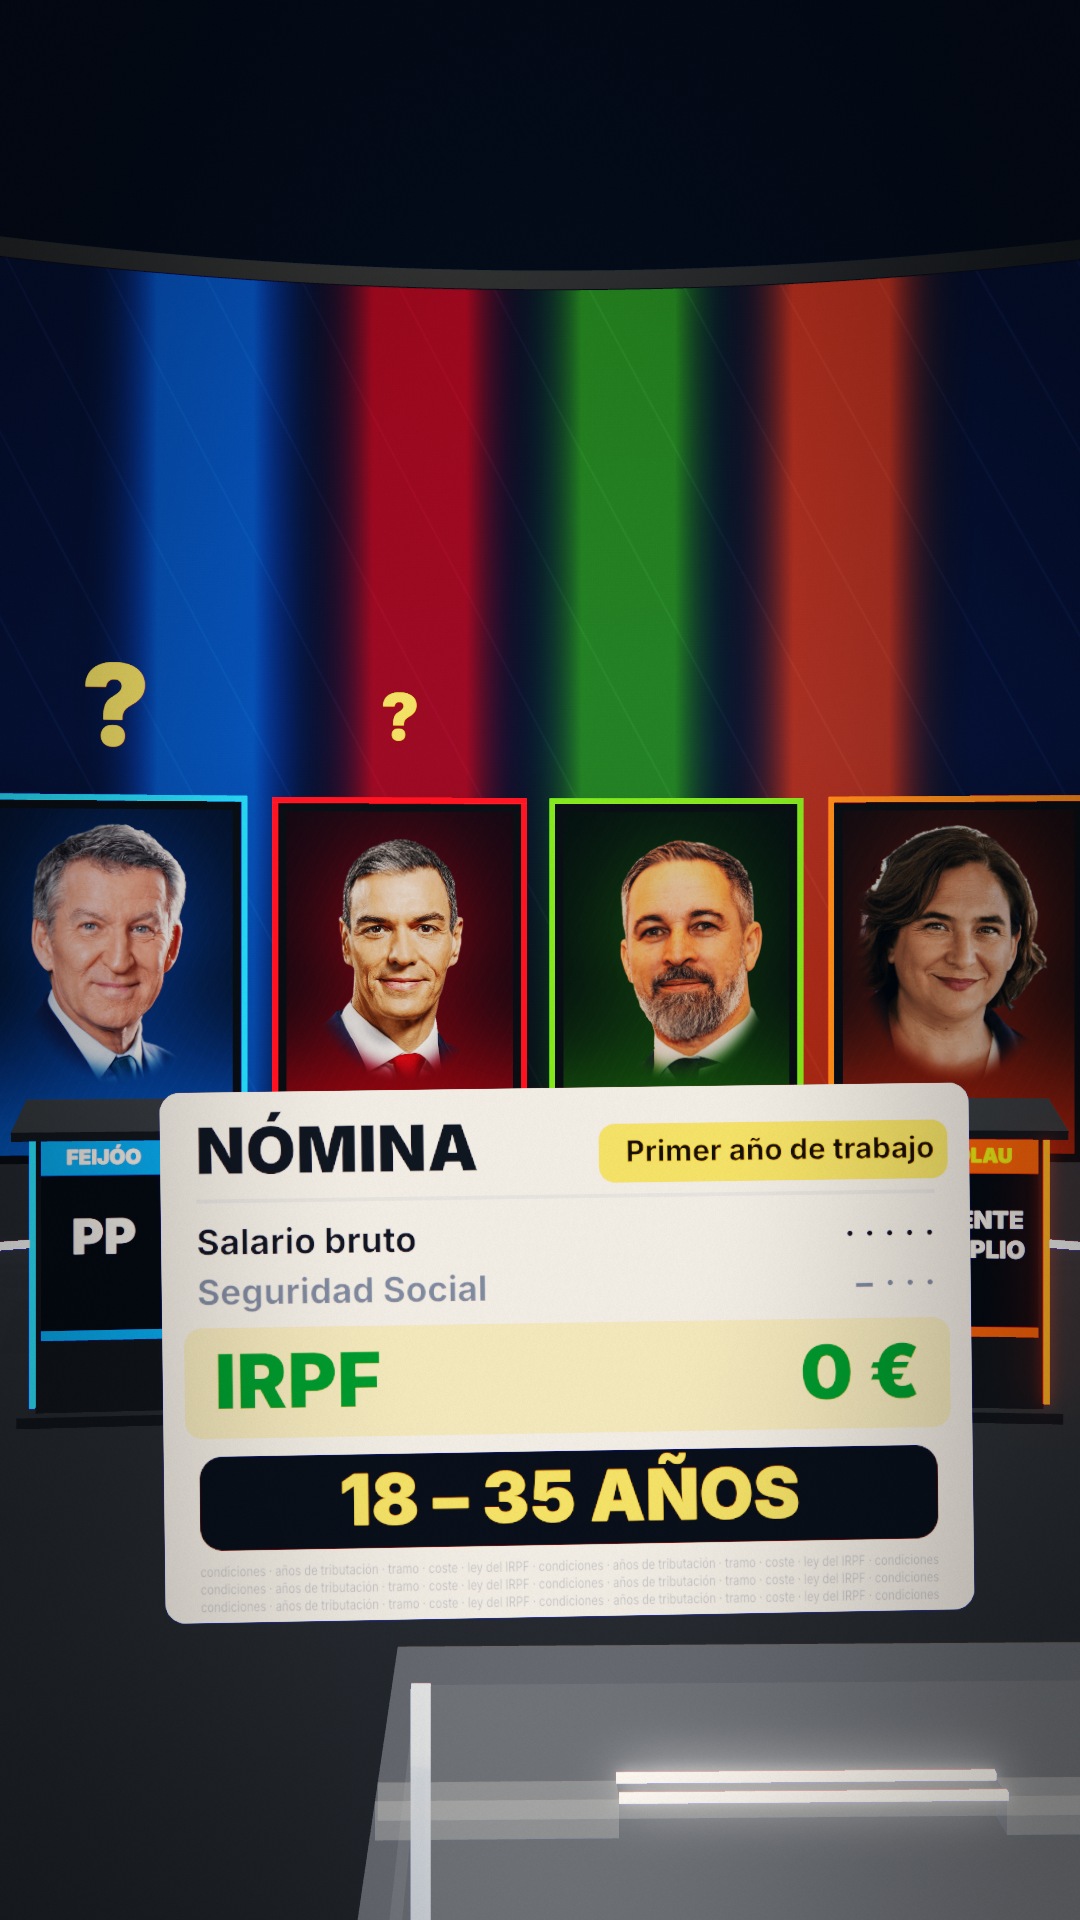 ?
?
FEIJÓO
PP
NÓMINA
Primer año de trabajo
Salario bruto
.....
Seguridad Social
– ...
IRPF
0 €
18 – 35 AÑOS
condiciones · años de tributación · tramo · coste · ley del IRPF · condiciones · años de tributación · tramo · coste · ley del IRPF · condiciones
condiciones · años de tributación · tramo · coste · ley del IRPF · condiciones · años de tributación · tramo · coste · ley del IRPF · condiciones
condiciones · años de tributación · tramo · coste · ley del IRPF · condiciones · años de tributación · tramo · coste · ley del IRPF · condiciones
LAU
ENTE
PLIO